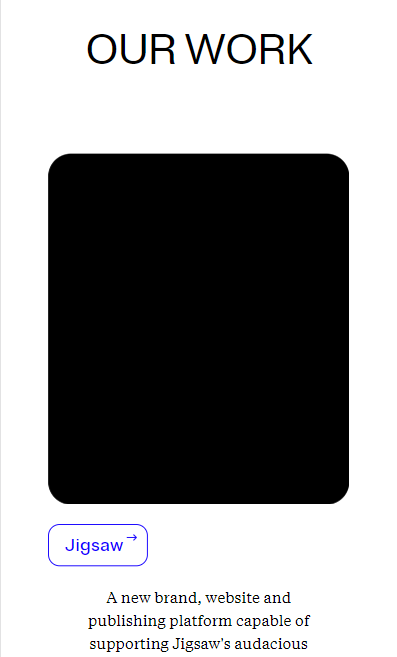 OUR WORK
Jigsaw →
A new brand, website and
publishing platform capable of
supporting Jigsaw's audacious